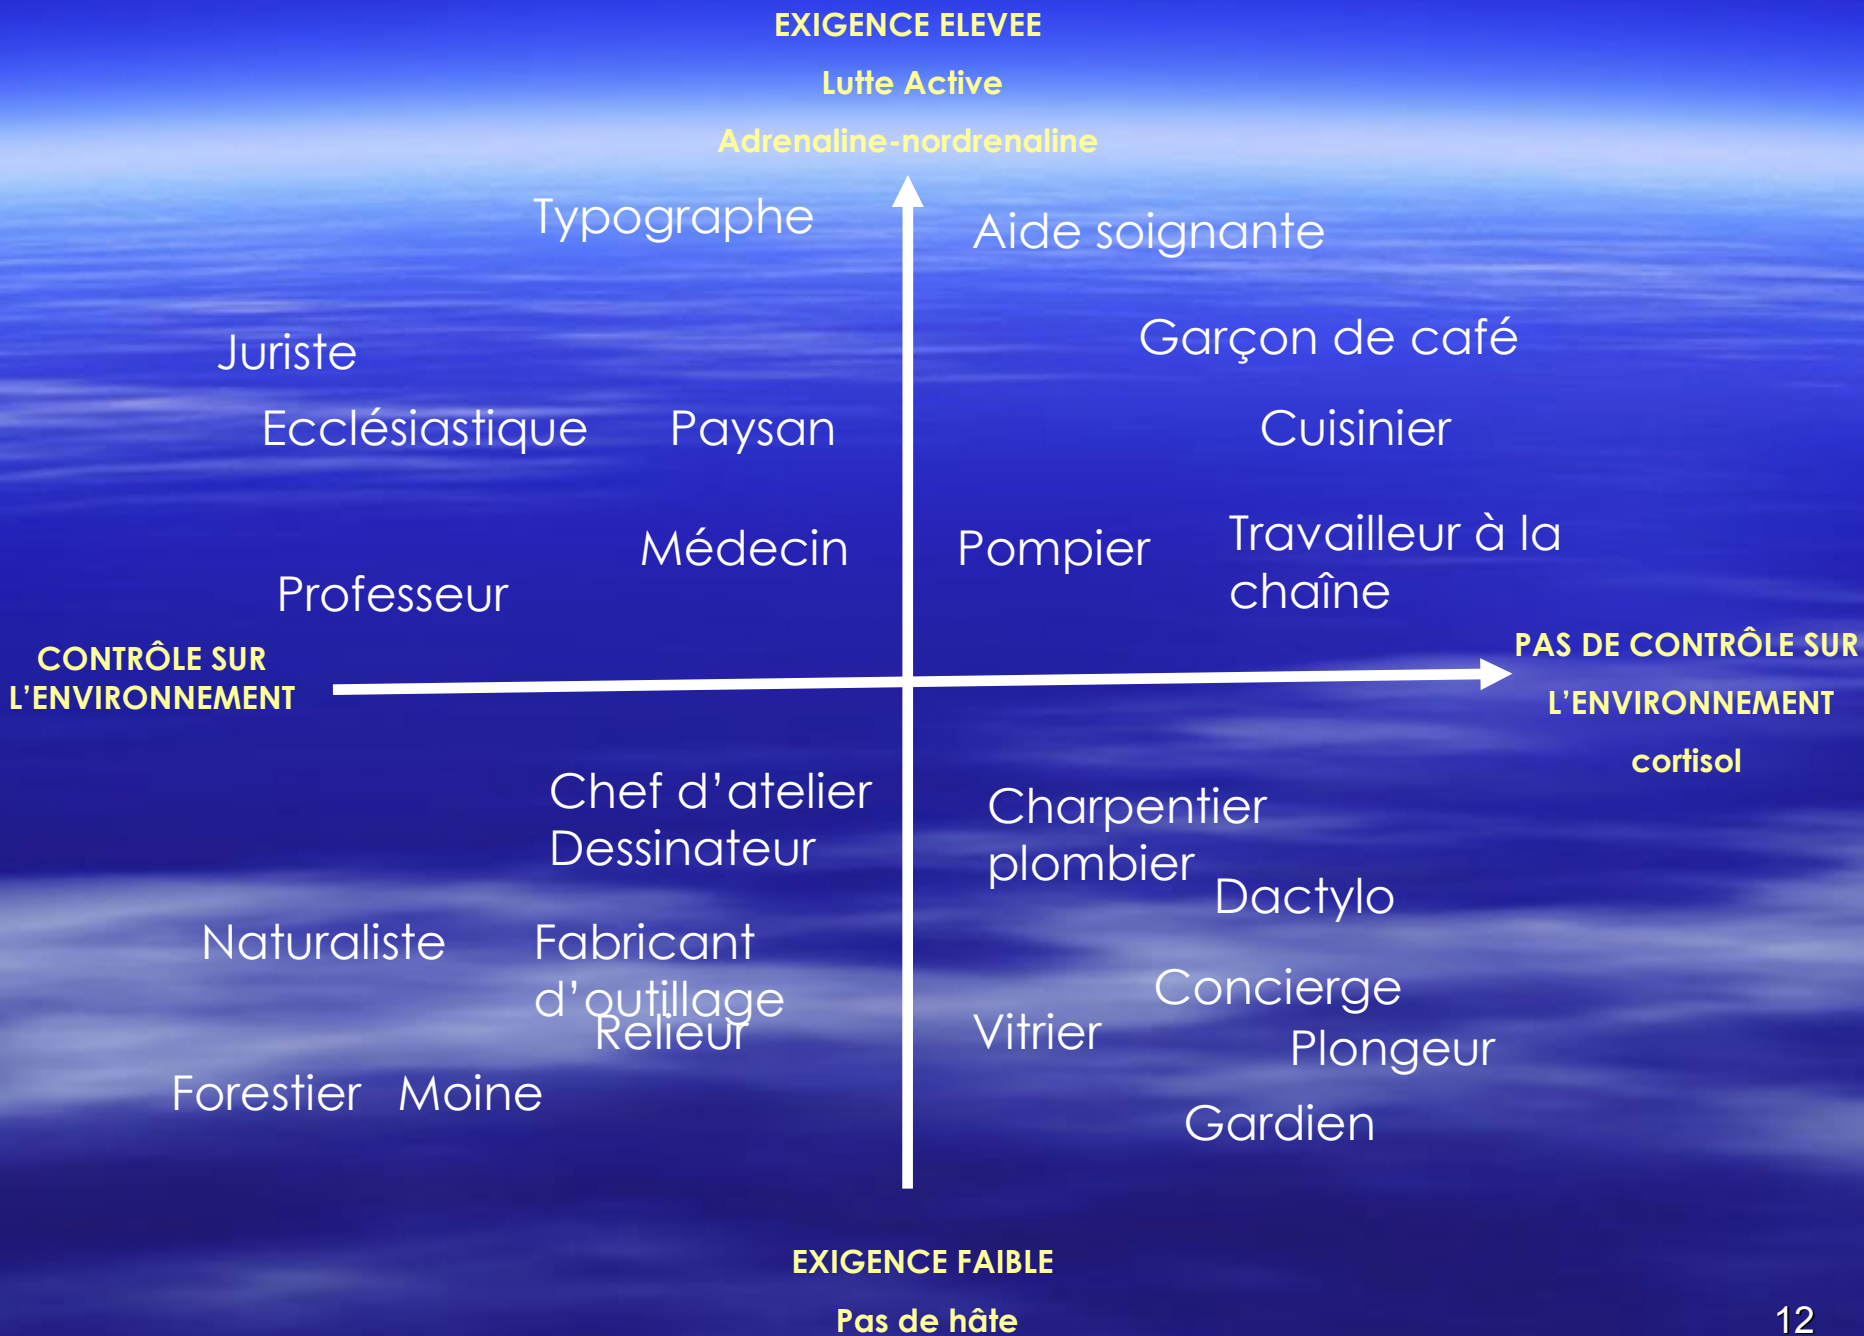 EXIGENCE ELEVEE
Lutte Active
Adrenaline-nordrenaline
Typographe
Aide soignante
Juriste
Garçon de café
Ecclésiastique
Paysan
Cuisinier
Médecin
Pompier
Travailleur à la
chaîne
Professeur
CONTRÔLE SUR
L’ENVIRONNEMENT
PAS DE CONTRÔLE SUR
L’ENVIRONNEMENT
cortisol
Chef d’atelier
Dessinateur
Charpentier
plombier
Dactylo
Naturaliste
Fabricant
d’outillage
Relieur
Concierge
Vitrier
Plongeur
Forestier
Moine
Gardien
EXIGENCE FAIBLE
Pas de hâte
12